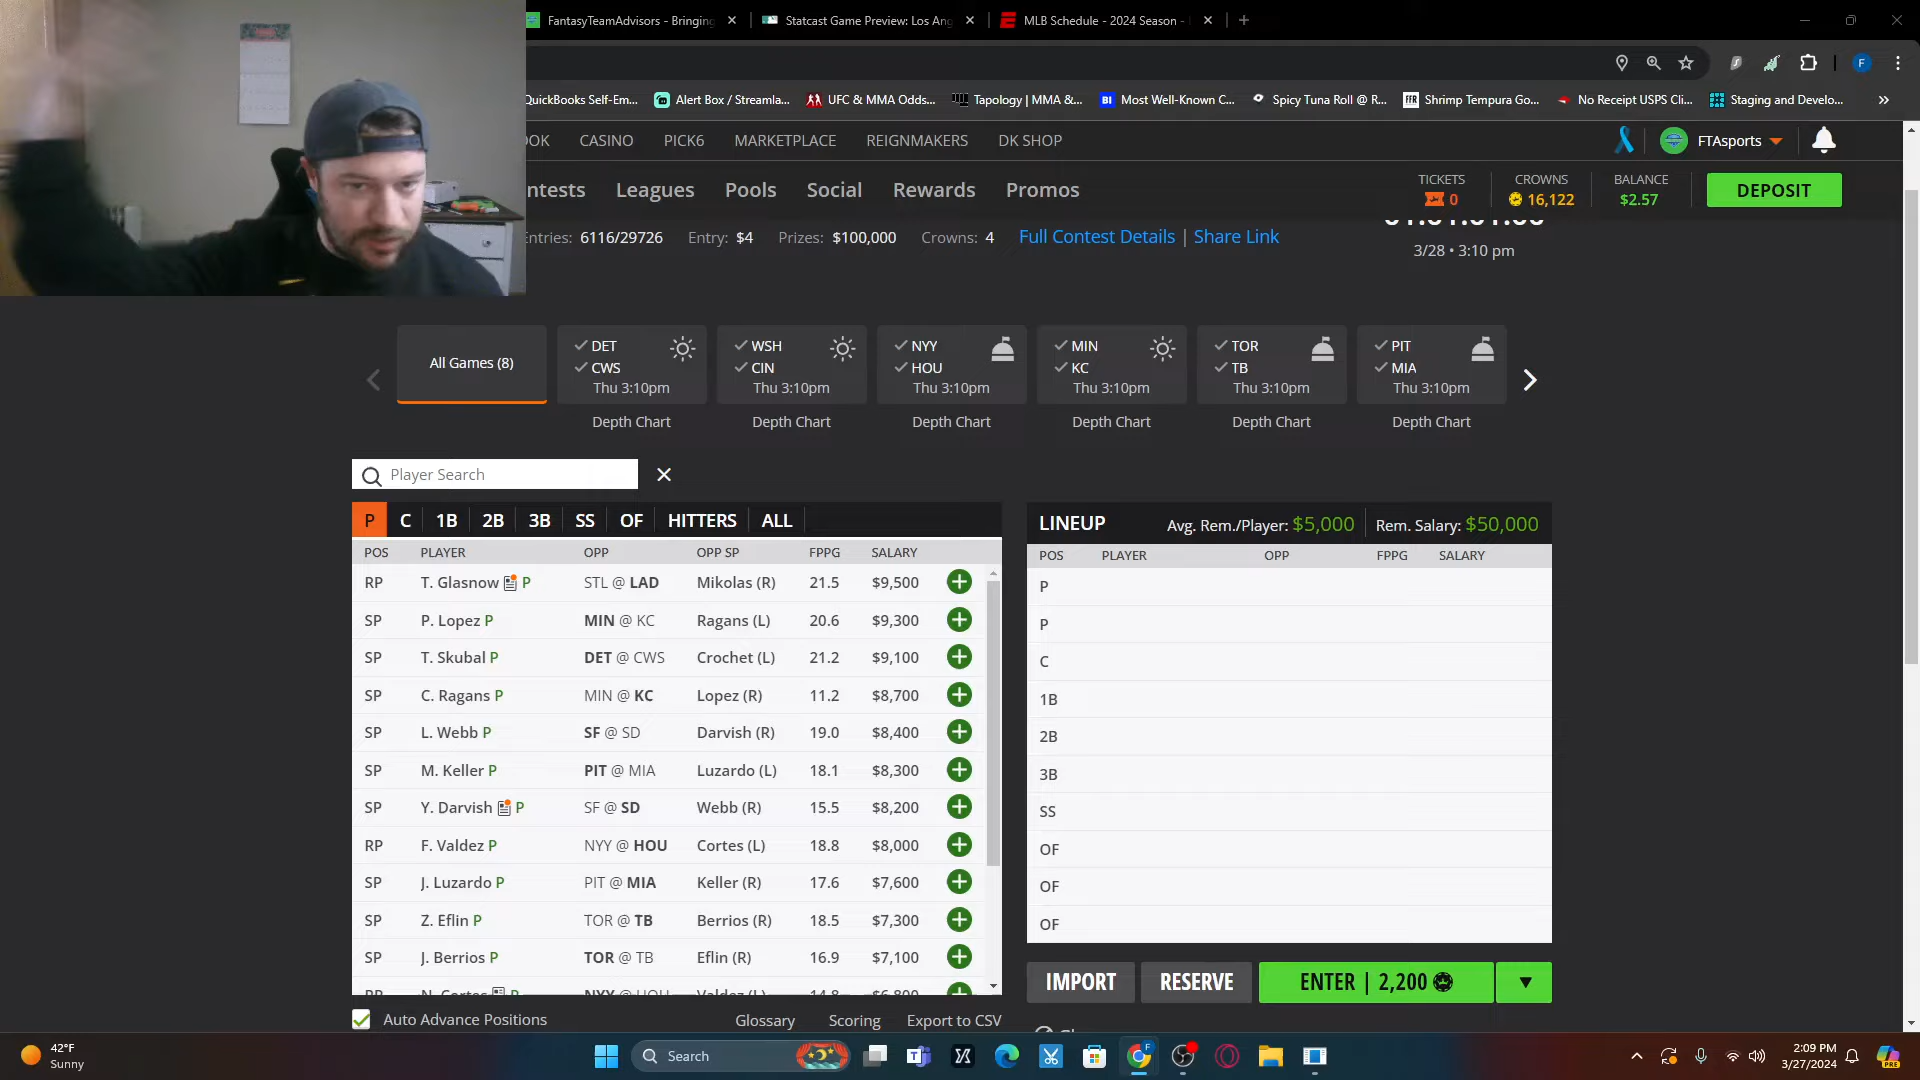 FantasyTeamAdvisors - Bringing
Statcast Game Preview: Los Ang
MLB Schedule - 2024 Season -
QuickBooks Self-Em...
Alert Box / Streamla...
UFC & MMA Odds...
Tapology | MMA &...
BI Most Well-Known C...
Spicy Tuna Roll @ R...
FFR Shrimp Tempura Go...
No Receipt USPS Cli...
Staging and Develo...
F
OOK CASINO PICK6 MARKETPLACE REIGNMAKERS DK SHOP FTAsports
ntests Leagues Pools Social Rewards Promos
TICKETS 0
CROWNS 16,122
BALANCE $2.57
DEPOSIT
Entries: 6116/29726 Entry: $4 Prizes: $100,000 Crowns: 4 Full Contest Details | Share Link
3/28 • 3:10 pm
All Games (8)
DET
CWS
Thu 3:10pm
Depth Chart
WSH
CIN
Thu 3:10pm
Depth Chart
NYY
HOU
Thu 3:10pm
Depth Chart
MIN
KC
Thu 3:10pm
Depth Chart
TOR
TB
Thu 3:10pm
Depth Chart
PIT
MIA
Thu 3:10pm
Depth Chart
Player Search
P C 1B 2B 3B SS OF HITTERS ALL
POS PLAYER OPP OPP SP FPPG SALARY
RP T. Glasnow P STL @ LAD Mikolas (R) 21.5 $9,500
SP P. Lopez P MIN @ KC Ragans (L) 20.6 $9,300
SP T. Skubal P DET @ CWS Crochet (L) 21.2 $9,100
SP C. Ragans P MIN @ KC Lopez (R) 11.2 $8,700
SP L. Webb P SF @ SD Darvish (R) 19.0 $8,400
SP M. Keller P PIT @ MIA Luzardo (L) 18.1 $8,300
SP Y. Darvish P SF @ SD Webb (R) 15.5 $8,200
RP F. Valdez P NYY @ HOU Cortes (L) 18.8 $8,000
SP J. Luzardo P PIT @ MIA Keller (R) 17.6 $7,600
SP Z. Eflin P TOR @ TB Berrios (R) 18.5 $7,300
SP J. Berrios P TOR @ TB Eflin (R) 16.9 $7,100
RP N. Cortes P NYY @ HOU Valdez (L) 14.8 $6,800
Auto Advance Positions Glossary Scoring Export to CSV
LINEUP Avg. Rem./Player: $5,000 Rem. Salary: $50,000
POS PLAYER OPP FPPG SALARY
P
P
C
1B
2B
3B
SS
OF
OF
OF
IMPORT RESERVE ENTER | 2,200
42°F
Sunny
Search
2:09 PM
3/27/2024